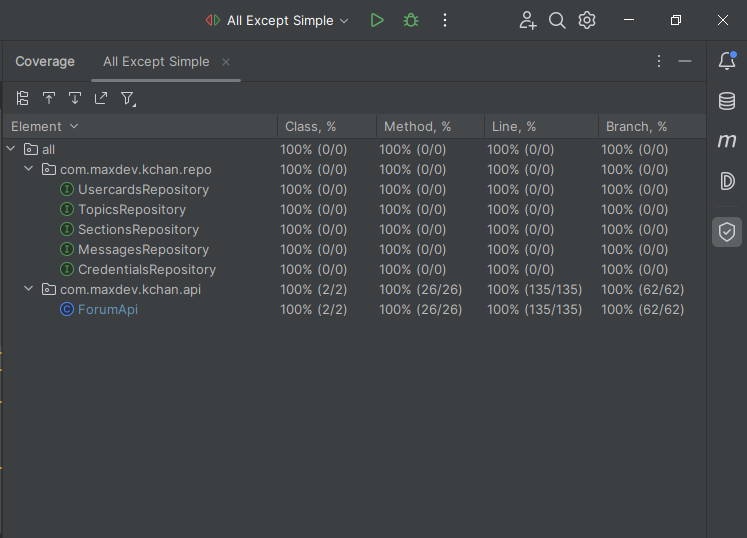 All Except Simple
Coverage All Except Simple
Element Class, % Method, % Line, % Branch, %
all 100% (0/0) 100% (0/0) 100% (0/0) 100% (0/0)
com.maxdev.kchan.repo 100% (0/0) 100% (0/0) 100% (0/0) 100% (0/0)
UsercardsRepository 100% (0/0) 100% (0/0) 100% (0/0) 100% (0/0)
TopicsRepository 100% (0/0) 100% (0/0) 100% (0/0) 100% (0/0)
SectionsRepository 100% (0/0) 100% (0/0) 100% (0/0) 100% (0/0)
MessagesRepository 100% (0/0) 100% (0/0) 100% (0/0) 100% (0/0)
CredentialsRepository 100% (0/0) 100% (0/0) 100% (0/0) 100% (0/0)
com.maxdev.kchan.api 100% (2/2) 100% (26/26) 100% (135/135) 100% (62/62)
ForumApi 100% (2/2) 100% (26/26) 100% (135/135) 100% (62/62)